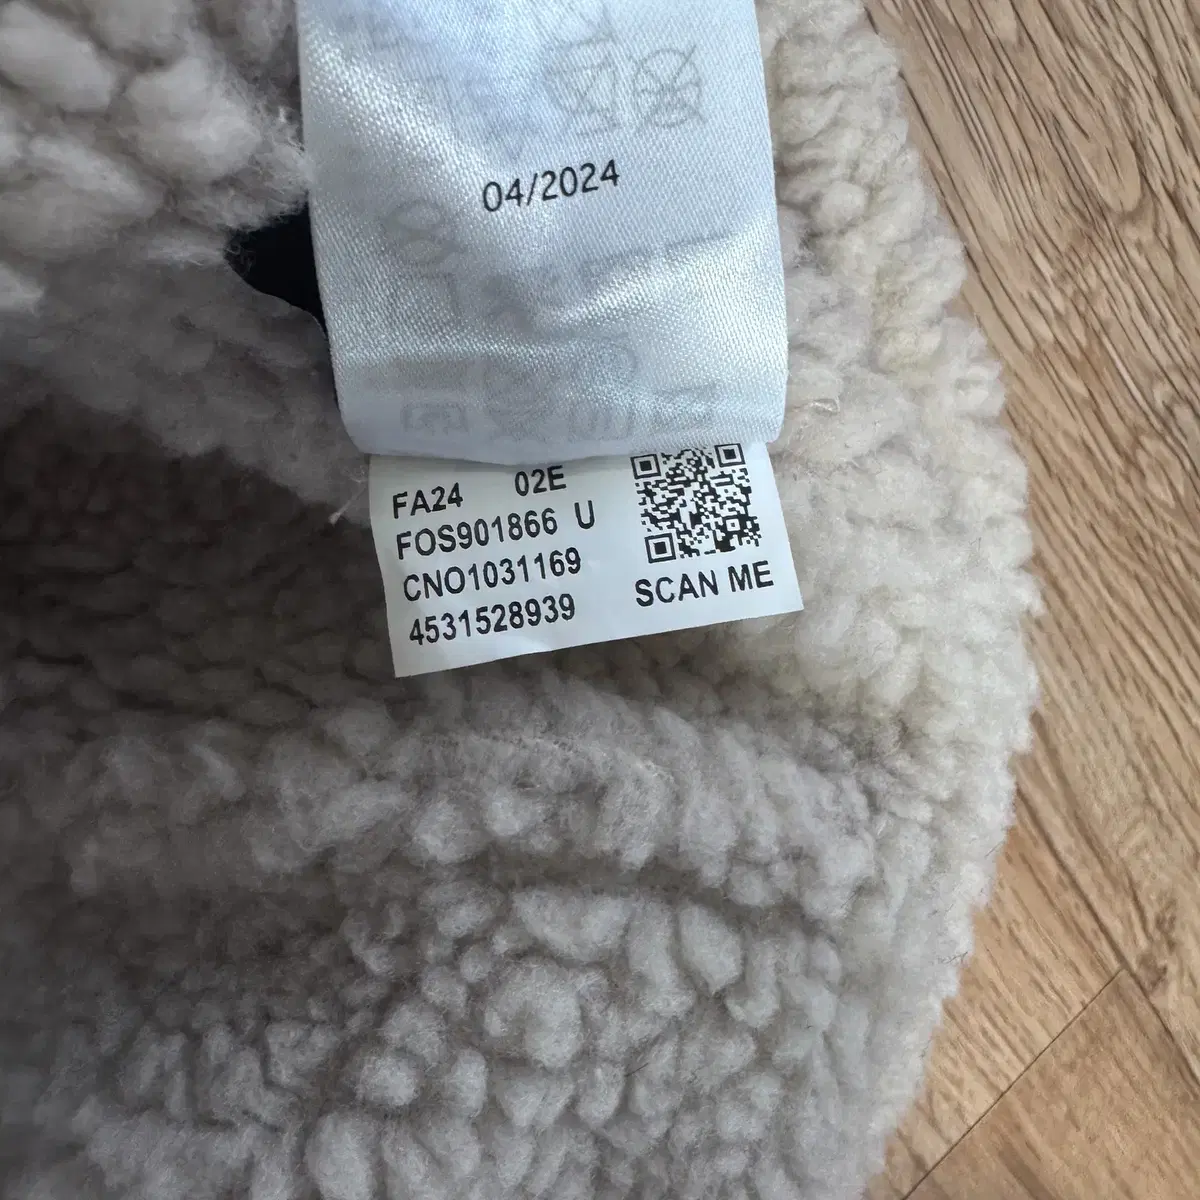 04/2024
FA24 02E
FOS901866 U
CNO1031169
4531528939
SCAN ME